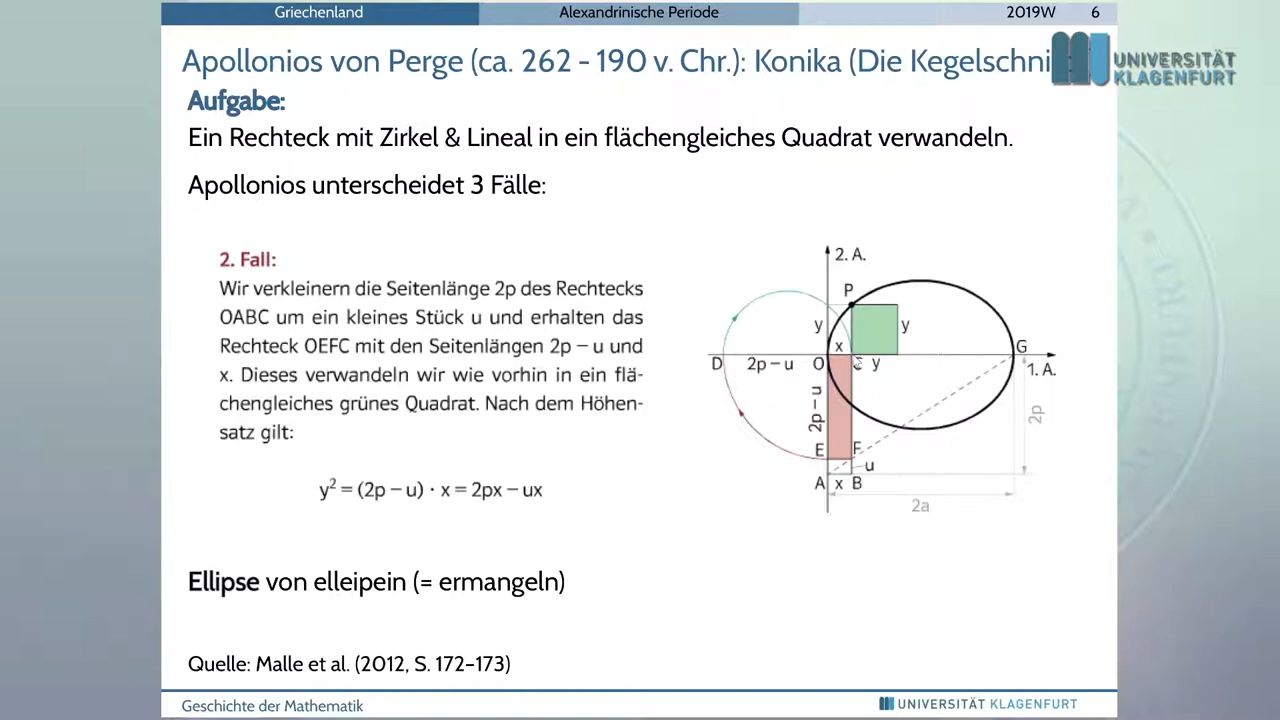 Griechenland Alexandrinische Periode 2019W 6
Apollonios von Perge (ca. 262 - 190 v. Chr.): Konika (Die
UNIVERSITÄT
KLAGENFURT
Aufgabe:
Ein Rechteck mit Zirkel & Lineal in ein flächengleiches Quadrat verwandeln.
Apollonios unterscheidet 3 Fälle:
2. Fall:
Wir verkleinern die Seitenlänge 2p des Rechtecks
OABC um ein kleines Stück u und erhalten das
Rechteck OEFC mit den Seitenlängen 2p – u und
x. Dieses verwandeln wir wie vorhin in ein flä-
chengleiches grünes Quadrat. Nach dem Höhen-
satz gilt:
y² = (2p – u) · x = 2px – ux
2. A.
P
y
y
x
G
D 2p – u O y
1. A.
2p – u
2p
E F
u
A x B
2a
Ellipse von elleipein (= ermangeln)
Quelle: Malle et al. (2012, S. 172–173)
Geschichte der Mathematik
UNIVERSITÄT KLAGENFURT